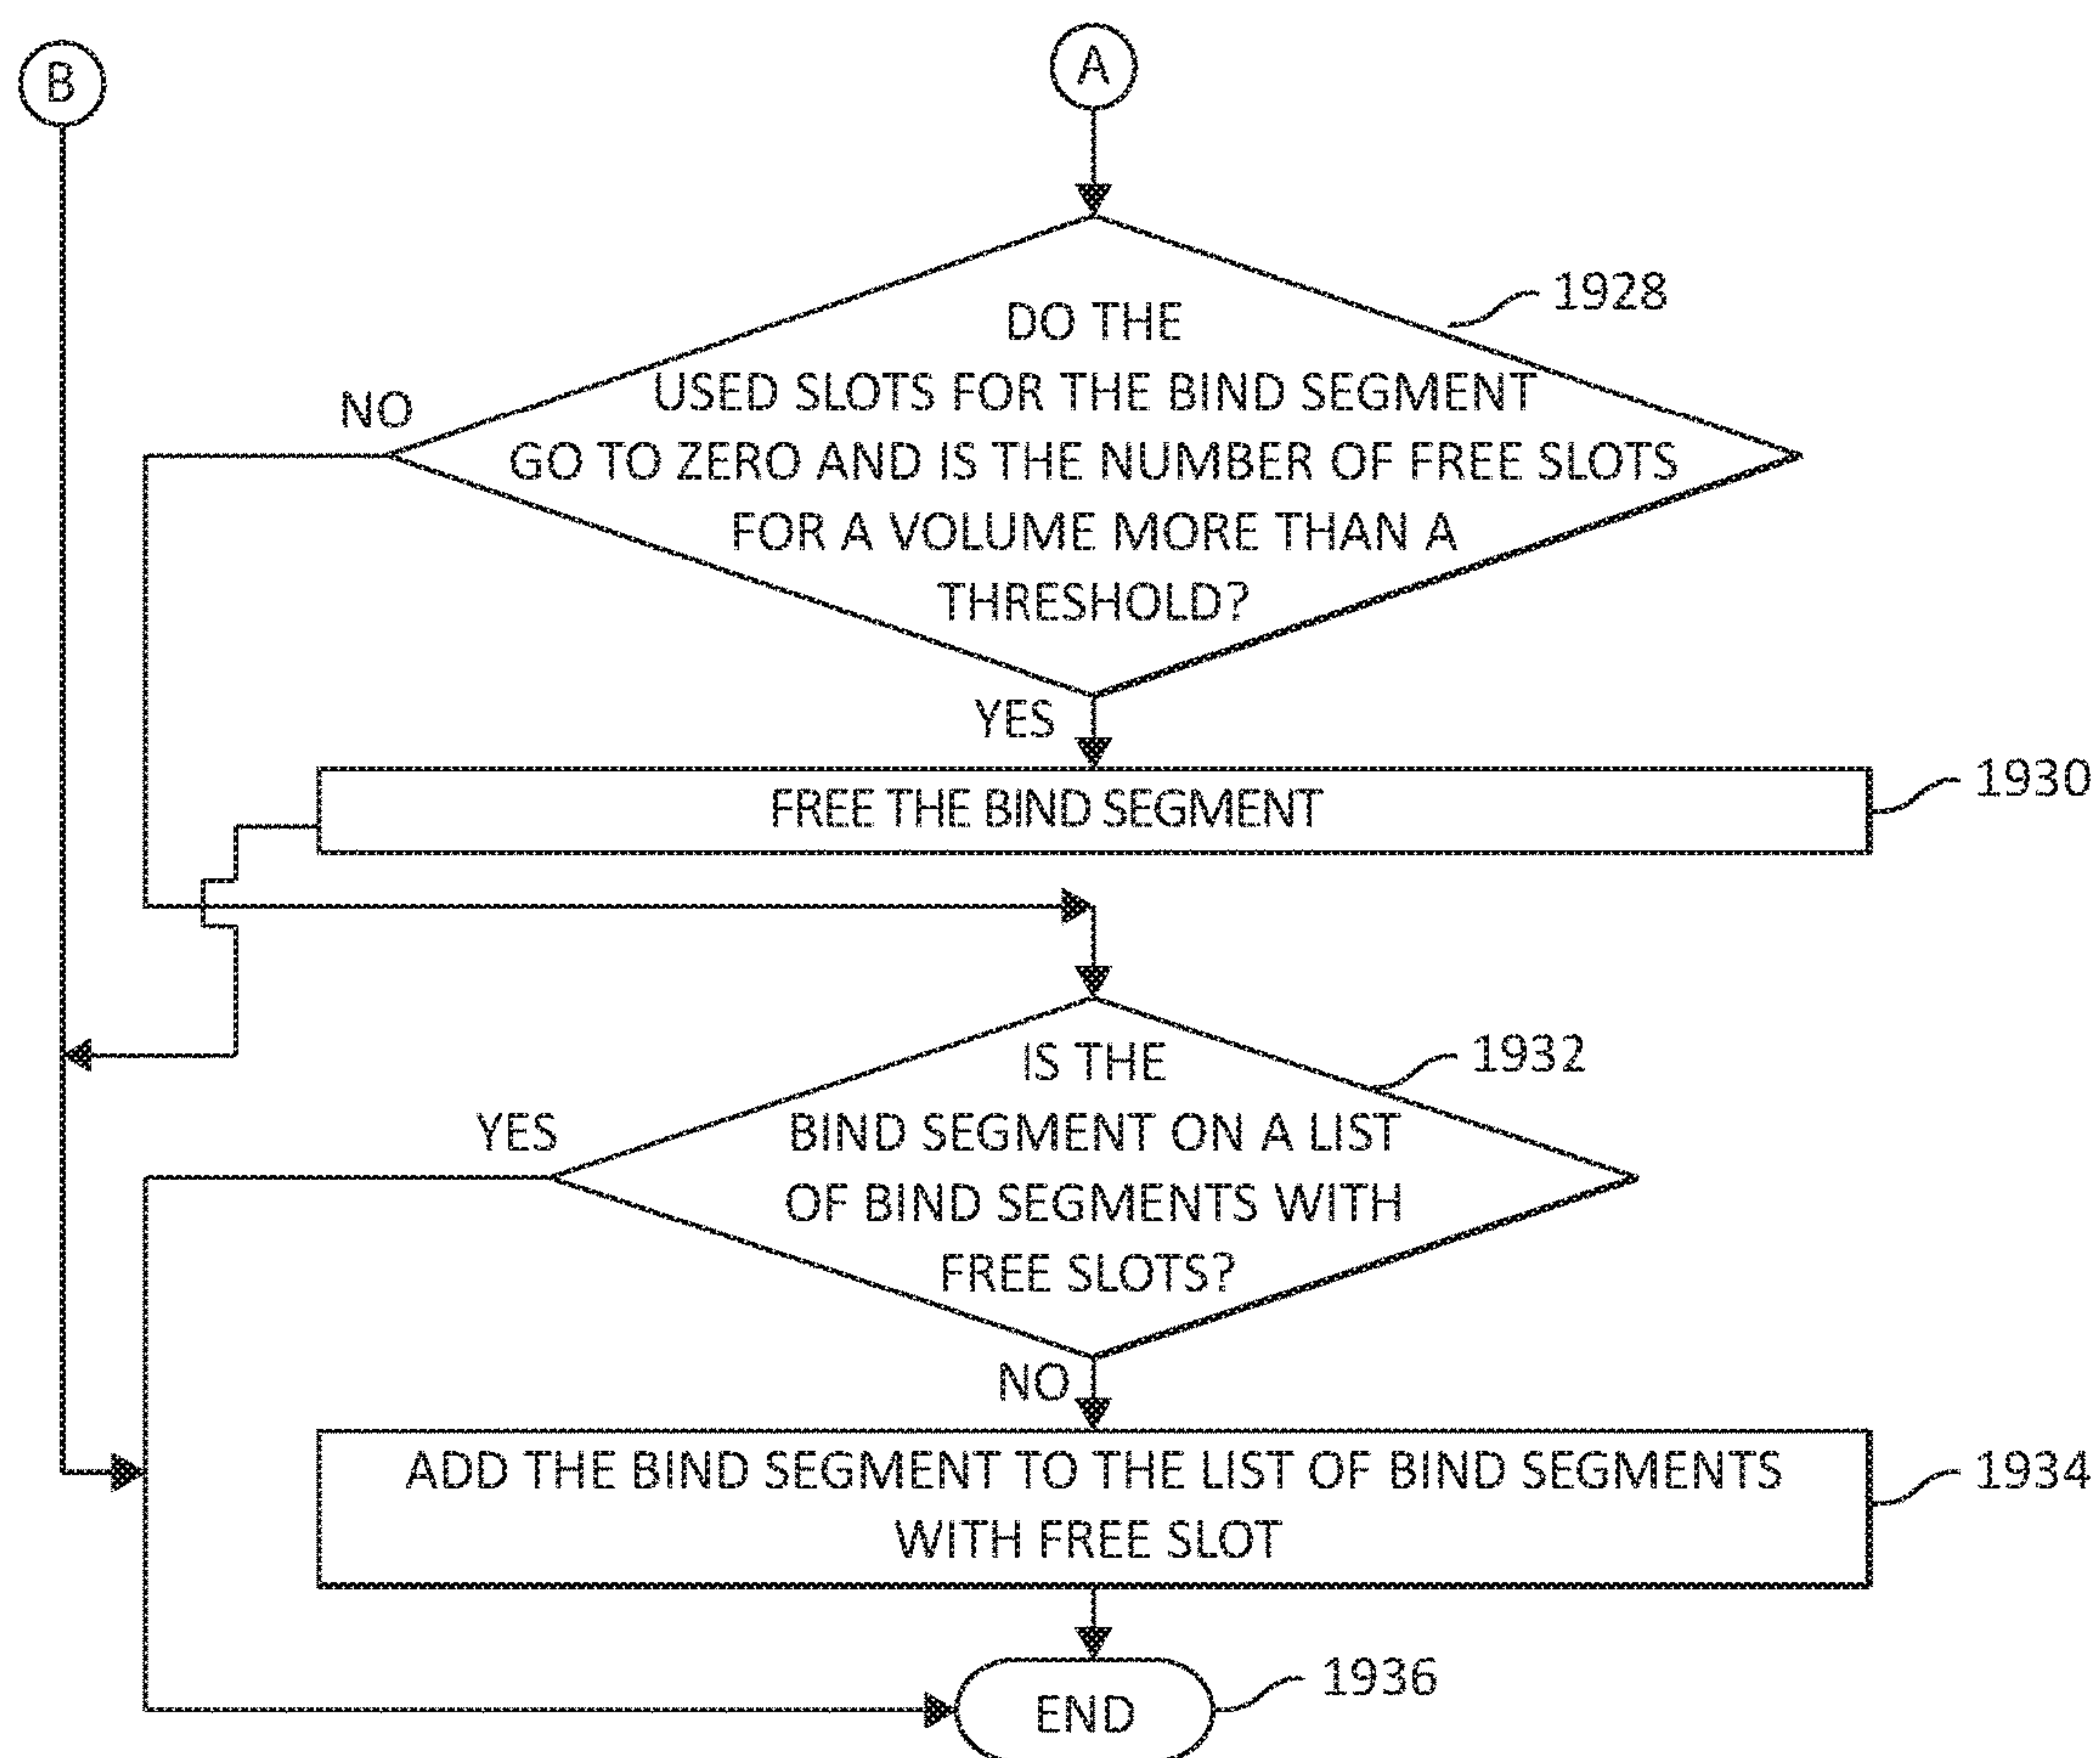 B
A
1928
DO THE
USED SLOTS FOR THE BIND SEGMENT
NO
GO TO ZERO AND IS THE NUMBER OF FREE SLOTS
FOR A VOLUME MORE THAN A
THRESHOLD?
YES
FREE THE BIND SEGMENT
1930
1932
IS THE
YES
BIND SEGMENT ON A LIST
OF BIND SEGMENTS WITH
FREE SLOTS?
NO
ADD THE BIND SEGMENT TO THE LIST OF BIND SEGMENTS
1934
WITH FREE SLOT
1936
END